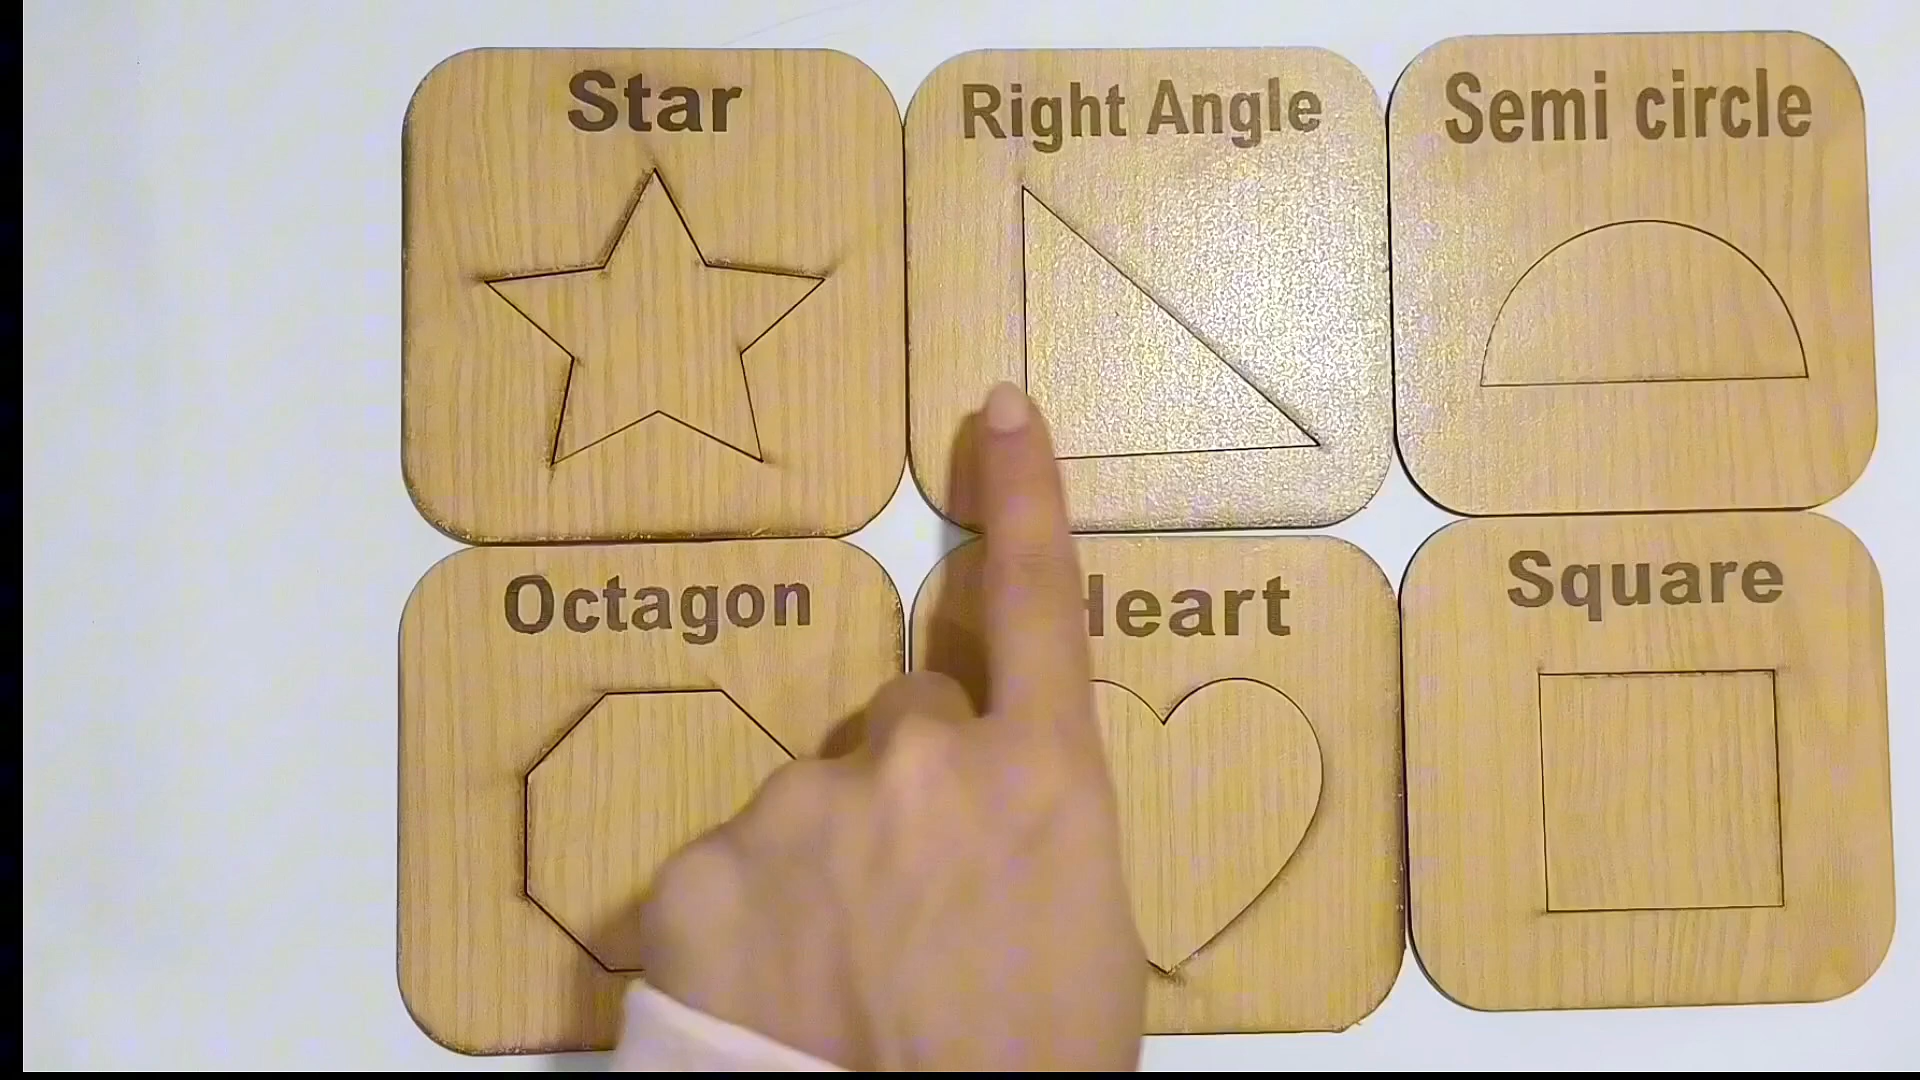 Star
Right Angle
Semi circle
Octagon
Heart
Square